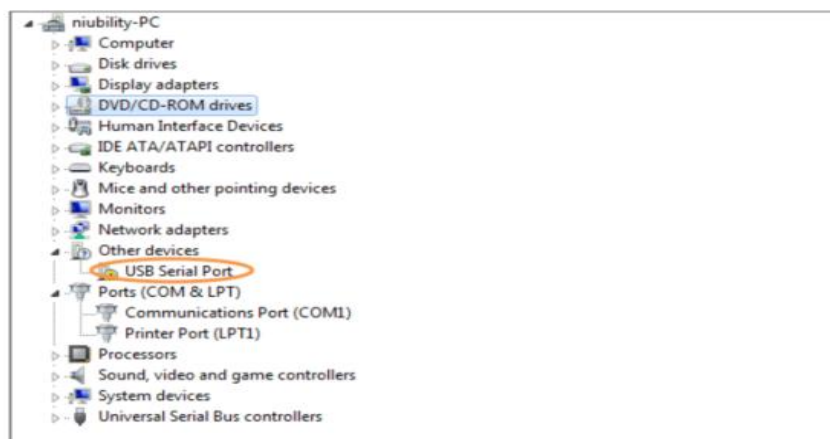 niubility-PC
Computer
Disk drives
Display adapters
DVD/CD-ROM drives
Human Interface Devices
IDE ATA/ATAPI controllers
Keyboards
Mice and other pointing devices
Monitors
Network adapters
Other devices
USB Serial Port
Ports (COM & LPT)
Communications Port (COM1)
Printer Port (LPT1)
Processors
Sound, video and game controllers
System devices
Universal Serial Bus controllers